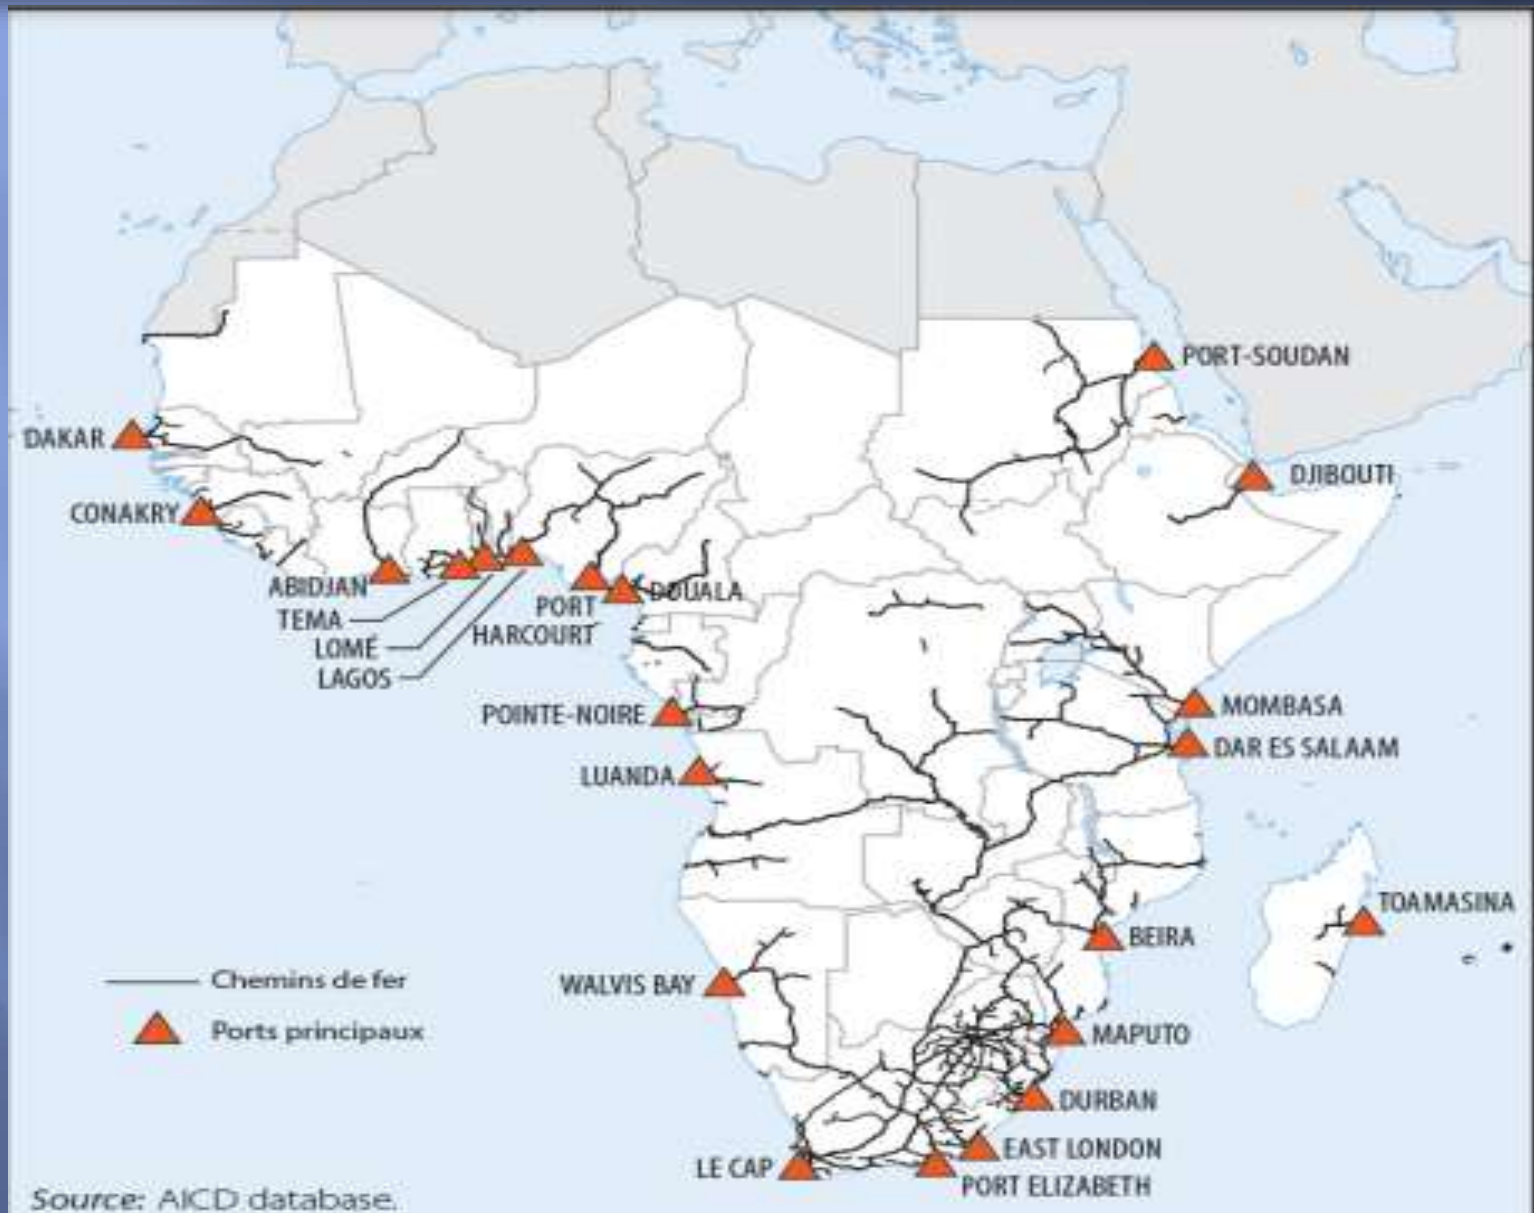 PORT-SOUDAN
DAKAR
DJIBOUTI
CONAKRY
ABIDJAN
TEMA
LOMÉ
LAGOS
PORT
HARCOURT
DOUALA
POINTE-NOIRE
MOMBASA
DAR ES SALAAM
LUANDA
TOAMASINA
BEIRA
WALVIS BAY
Chemins de fer
Ports principaux
MAPUTO
DURBAN
EAST LONDON
LE CAP
PORT ELIZABETH
Source: AICD database.